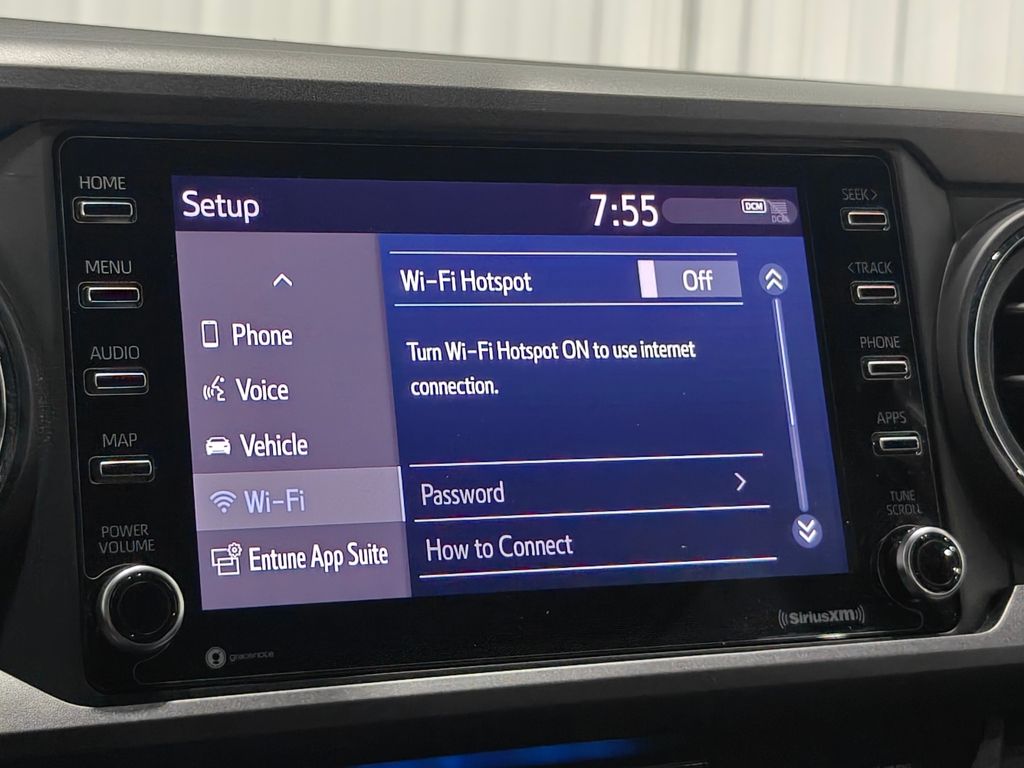 HOME
MENU
AUDIO
MAP
POWER
VOLUME
Setup
7:55
DCM
DCM
Phone
Voice
Vehicle
Wi-Fi
Entune App Suite
Wi-Fi Hotspot
Off
Turn Wi-Fi Hotspot ON to use internet
connection.
Password
How to Connect
SEEK >
< TRACK
PHONE
APPS
TUNE
SCROLL
gracenote
SiriusXM